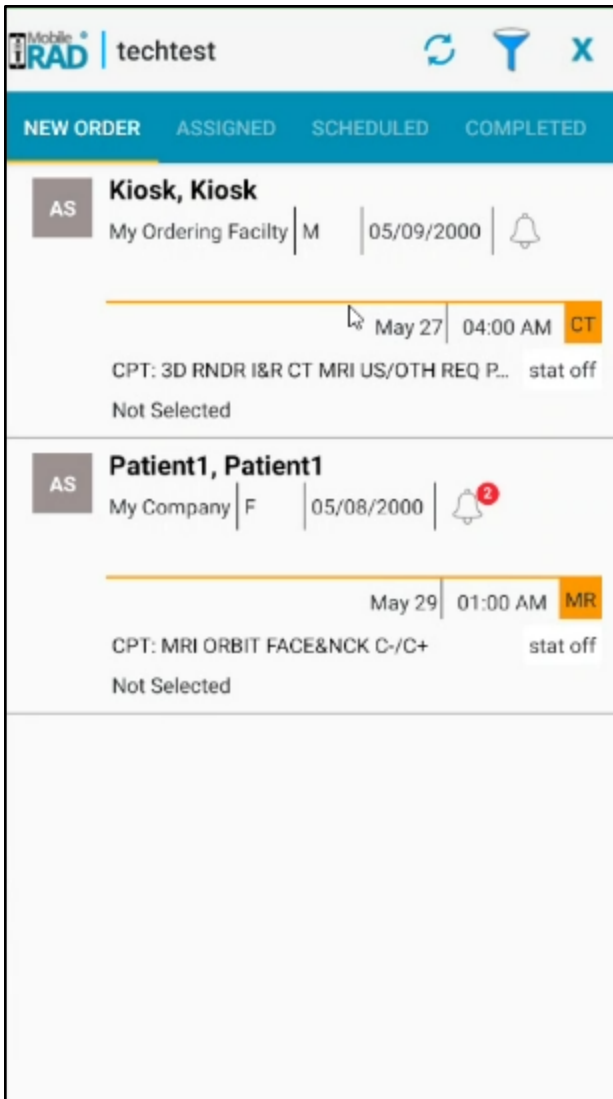 Mobile
RAD techtest X
NEW ORDER ASSIGNED SCHEDULED COMPLETED
AS Kiosk, Kiosk
My Ordering Facilty M 05/09/2000
May 27 04:00 AM CT
CPT: 3D RNDR I&R CT MRI US/OTH REQ P... stat off
Not Selected
AS Patient1, Patient1
My Company F 05/08/2000 2
May 29 01:00 AM MR
CPT: MRI ORBIT FACE&NCK C-/C+ stat off
Not Selected